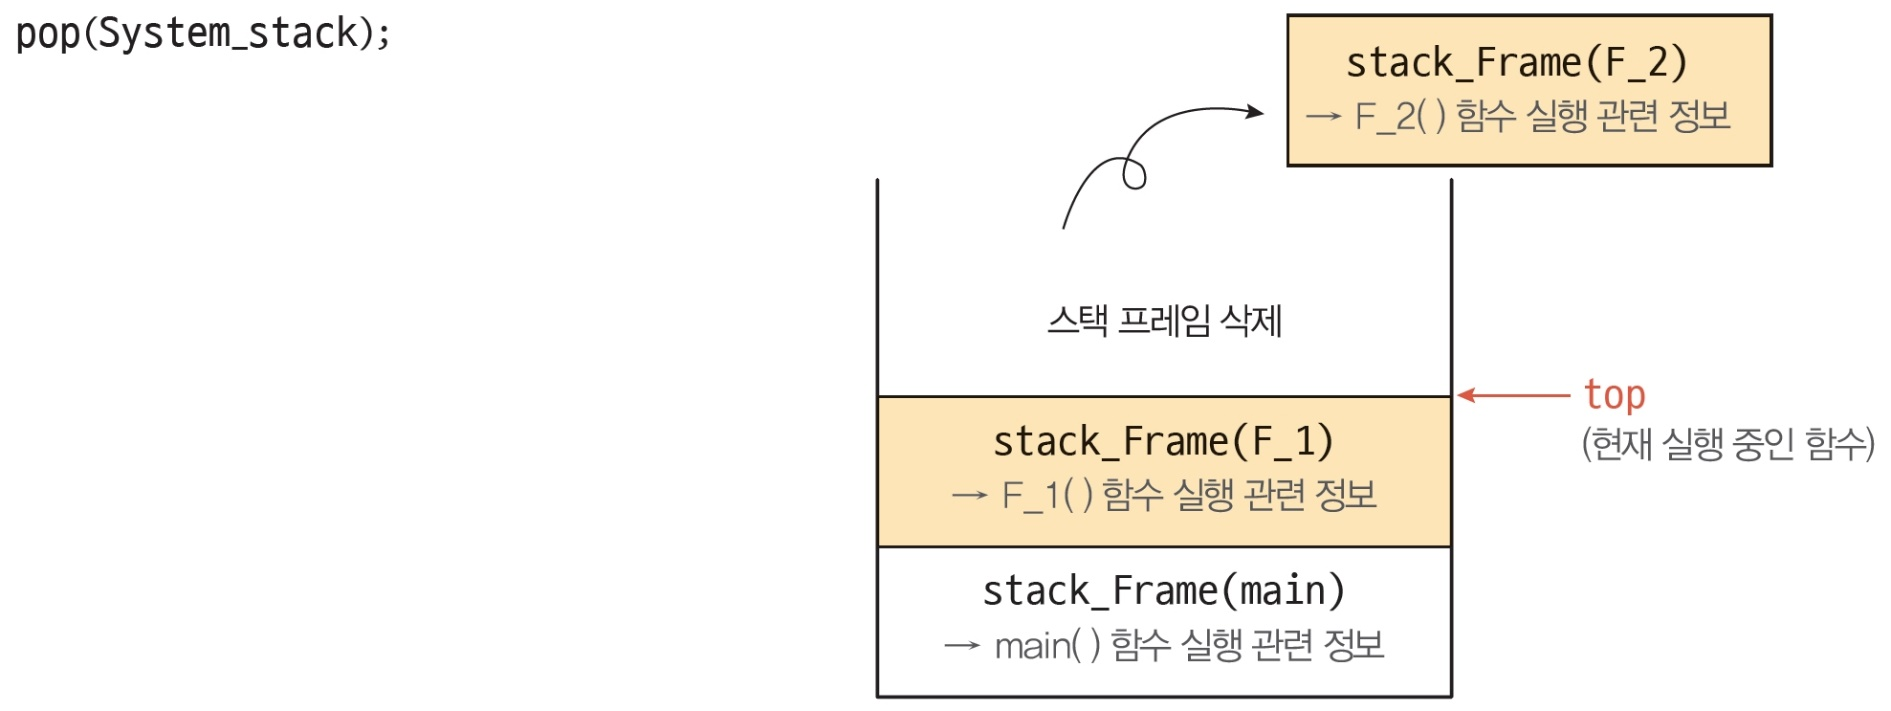 pop(System_stack);
stack_Frame(F_2)
→ F_2( ) 함수 실행 관련 정보
스택 프레임 삭제
top
(현재 실행 중인 함수)
stack_Frame(F_1)
→ F_1( ) 함수 실행 관련 정보
stack_Frame(main)
→ main( ) 함수 실행 관련 정보